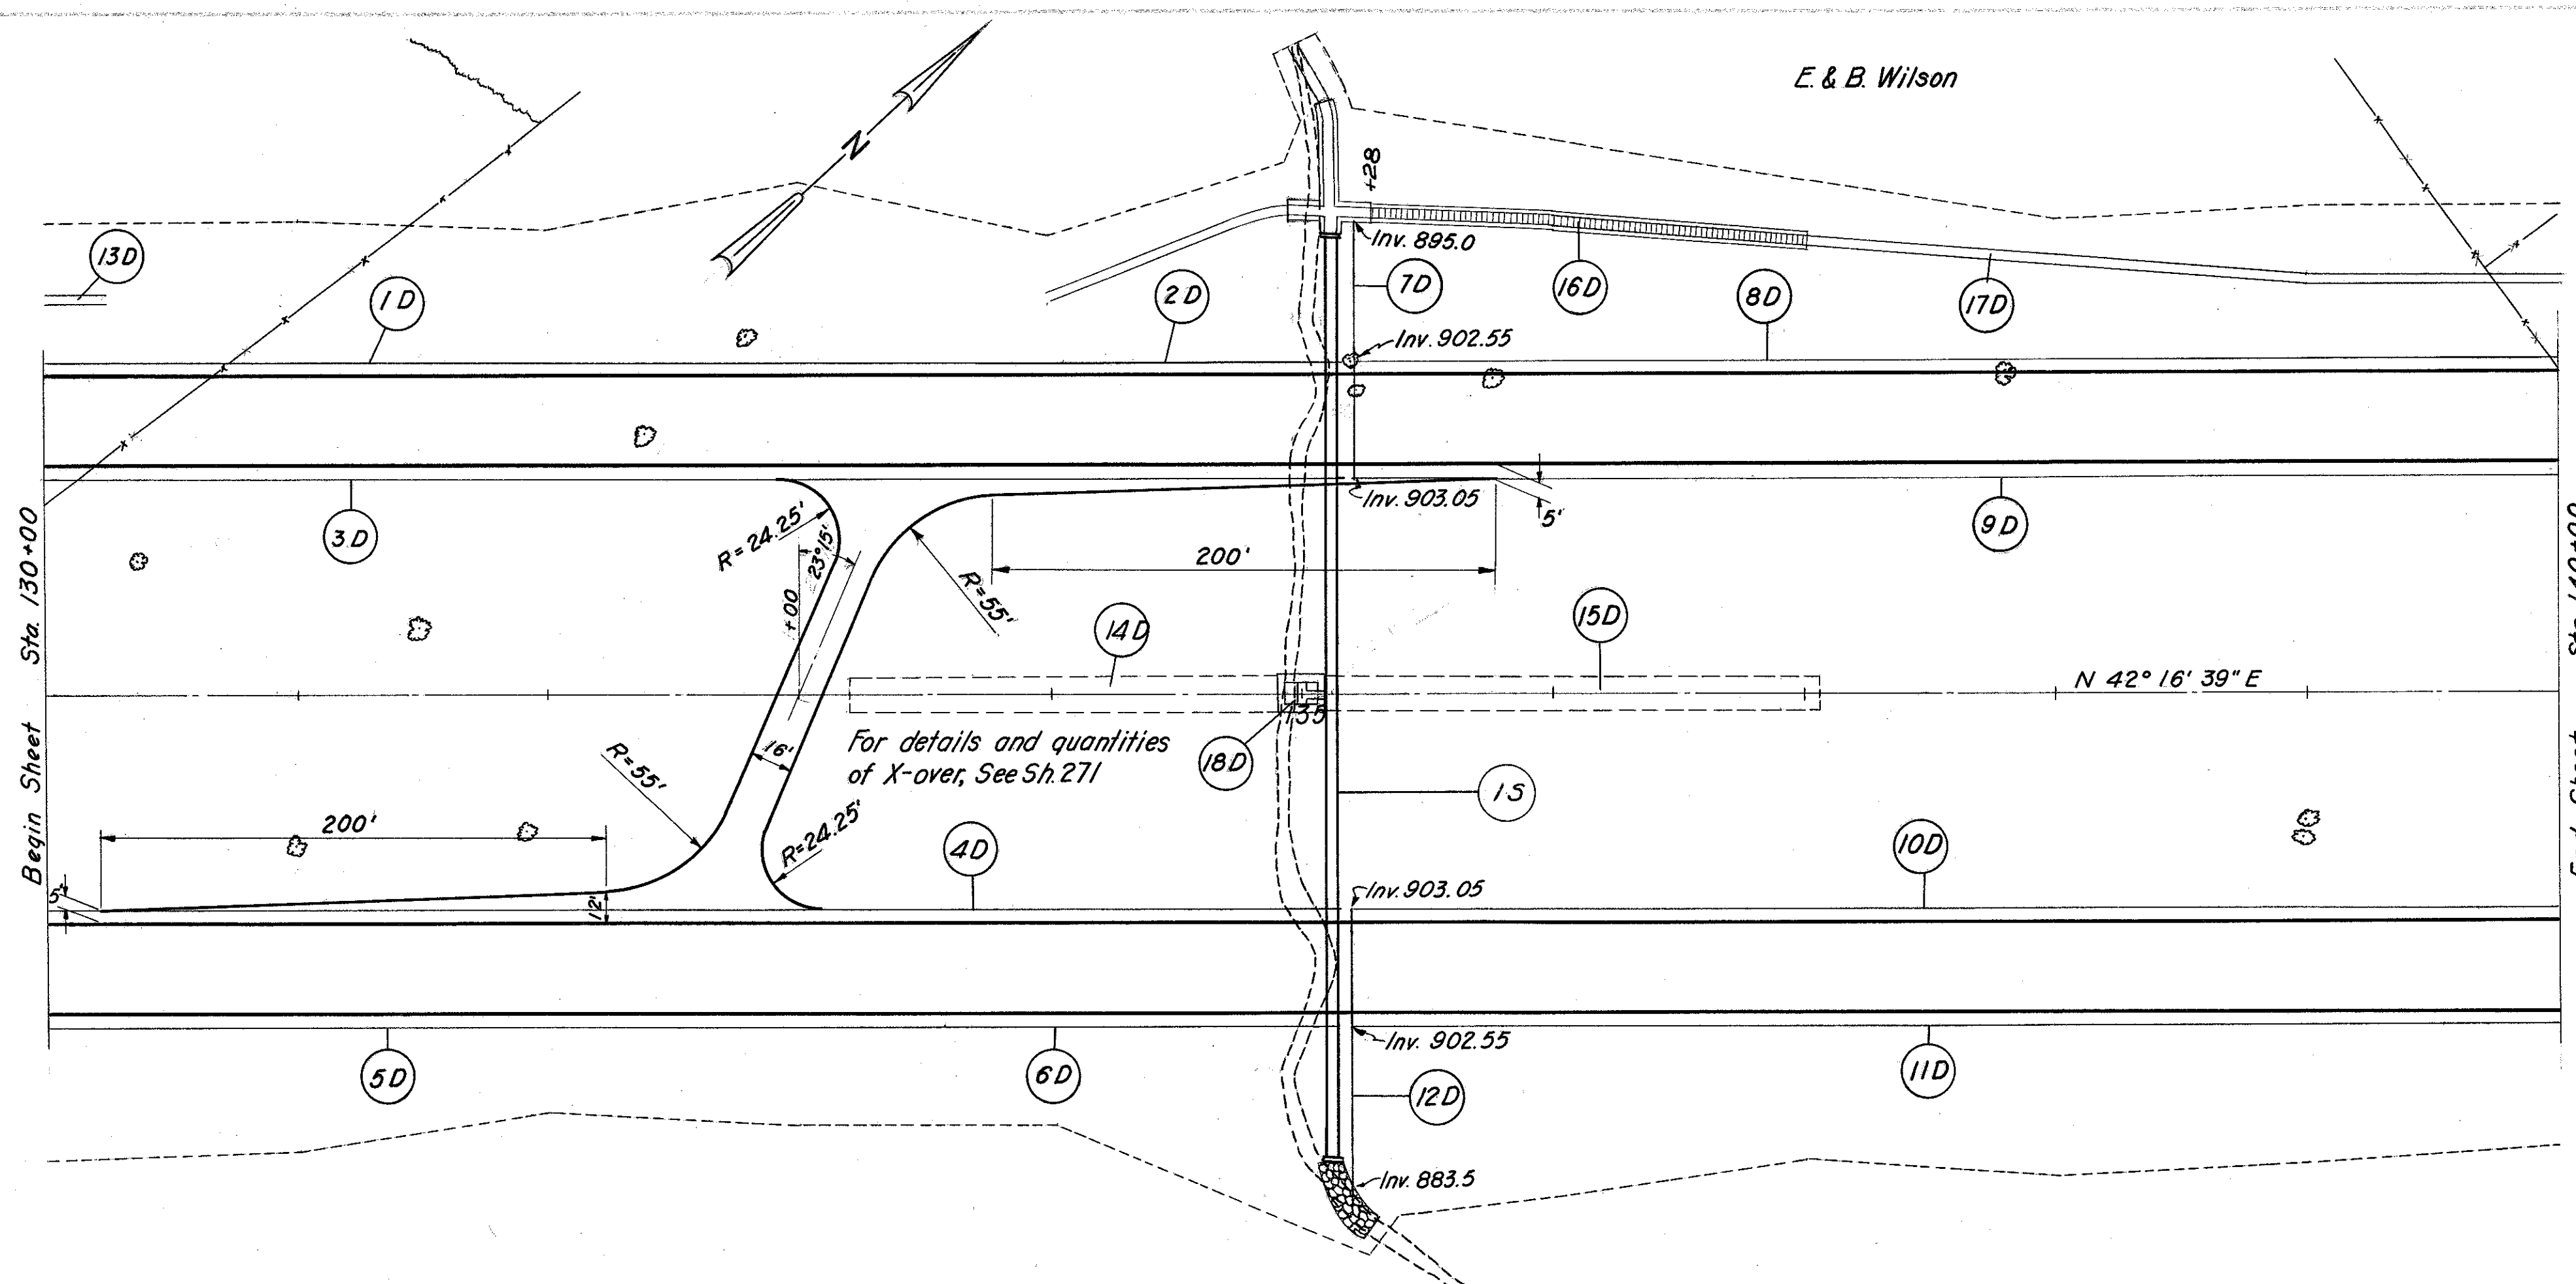 E. & B. Wilson
N
+28
13D
1D
2D
Inv. 895.0
7D
16D
8D
17D
Inv. 902.55
Inv. 903.05
5'
3D
R=24.25'
23°15'
+00
R=55'
200'
9D
14D
15D
N 42° 16' 39" E
135
18D
For details and quantities
of X-over, See Sh. 271
16'
R=55'
R=24.25'
1S
200'
4D
10D
5'
12'
Inv. 903.05
Inv. 902.55
5D
6D
11D
12D
Inv. 883.5
Begin Sheet Sta. 130+00